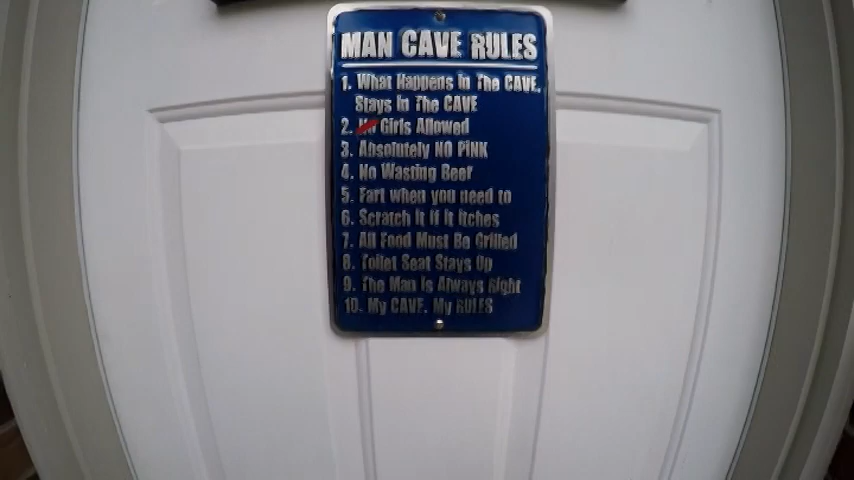 MAN CAVE RULES
1. What Happens In The CAVE,
Stays In The CAVE
2. No Girls Allowed
3. Absolutely NO PINK
4. No Wasting Beer
5. Fart when you need to
6. Scratch It If It Itches
7. All Food Must Be Grilled
8. Toilet Seat Stays Up
9. The Man Is Always Right
10. My CAVE, My RULES